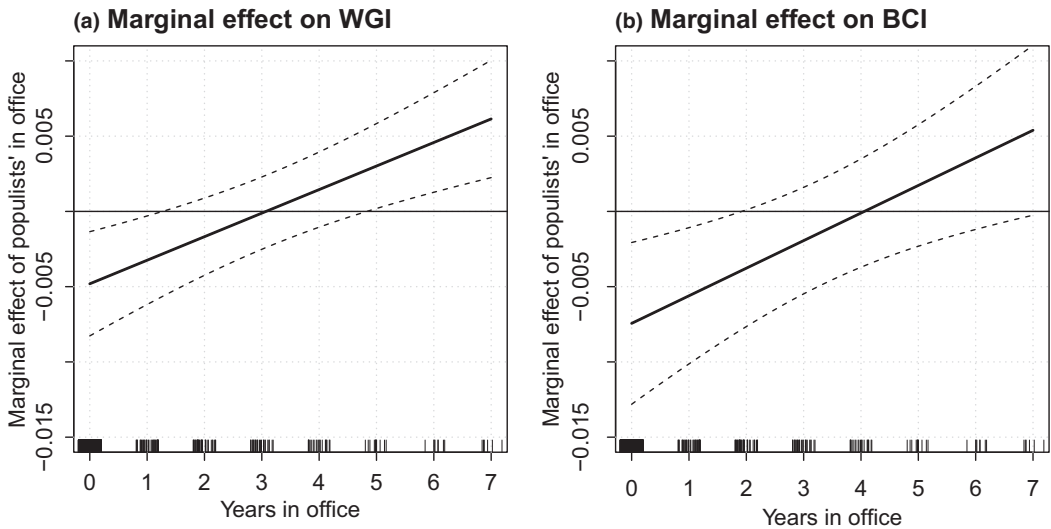 (a) Marginal effect on WGI
Marginal effect of populists' in office
0.005
-0.005
-0.015
0 1 2 3 4 5 6 7
Years in office
(b) Marginal effect on BCI
Marginal effect of populists' in office
0.005
-0.005
-0.015
0 1 2 3 4 5 6 7
Years in office